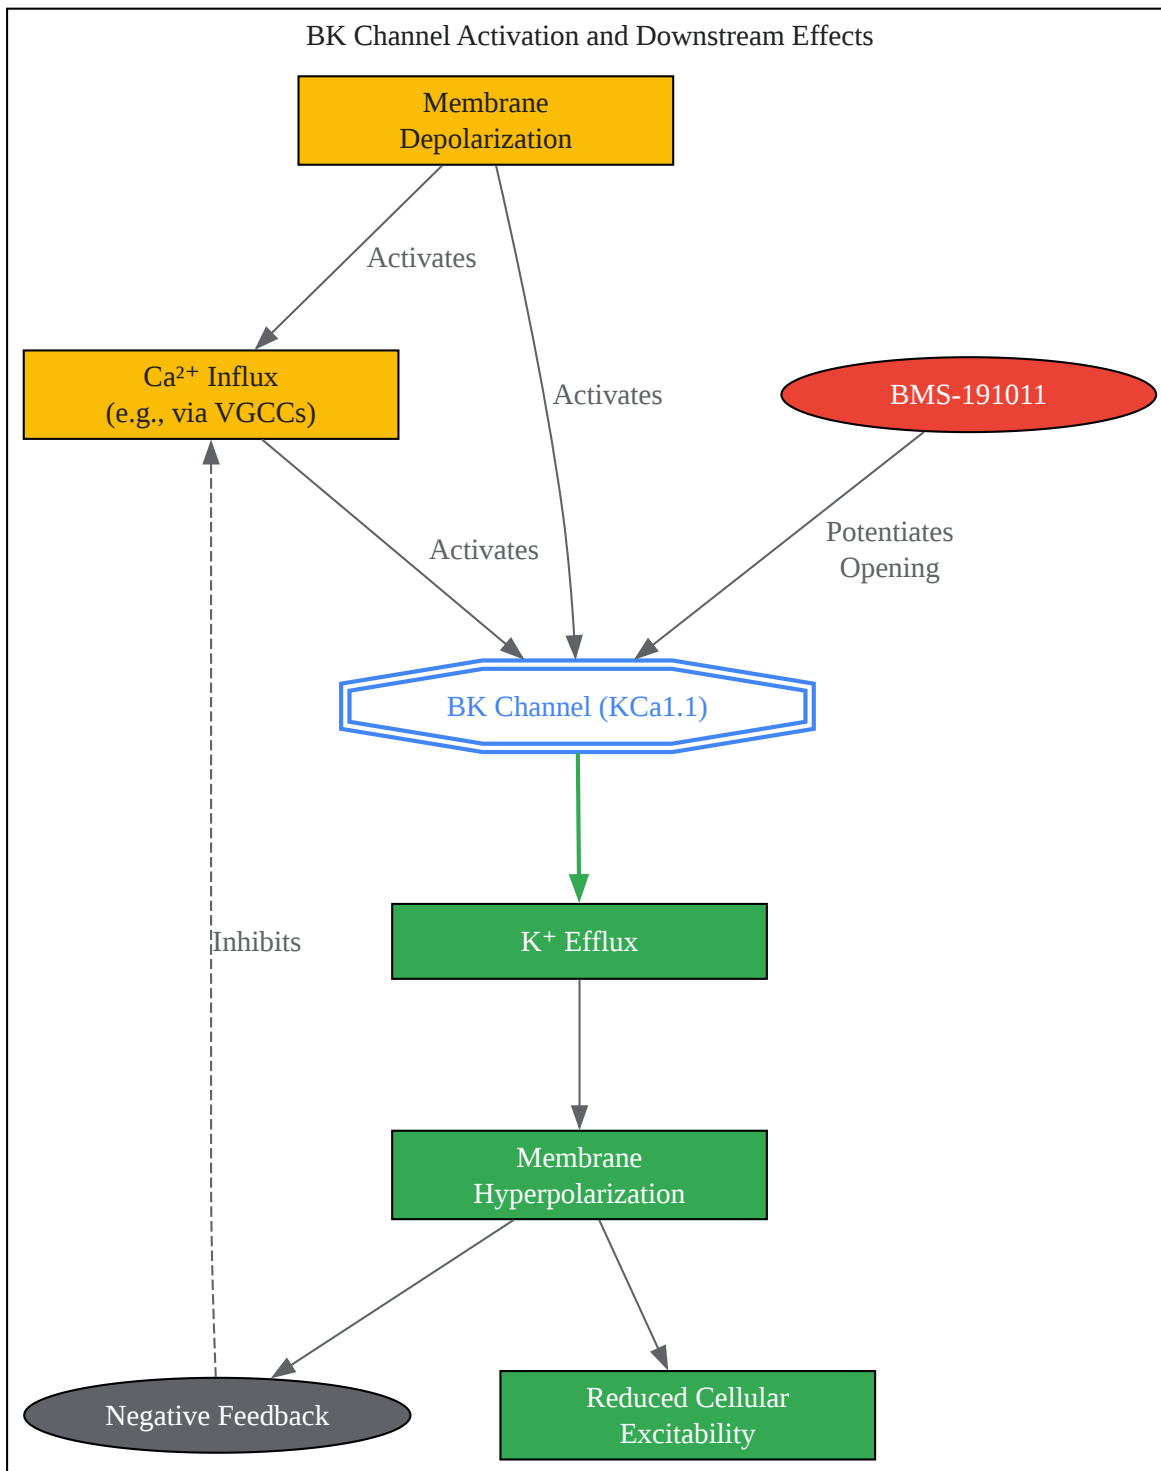 BK Channel Activation and Downstream Effects
Membrane
Depolarization
Activates
Ca²⁺ Influx
(e.g., via VGCCs)
Activates
BMS-191011
Activates
Potentiates
Opening
BK Channel (KCa1.1)
K⁺ Efflux
Inhibits
Membrane
Hyperpolarization
Negative Feedback
Reduced Cellular
Excitability